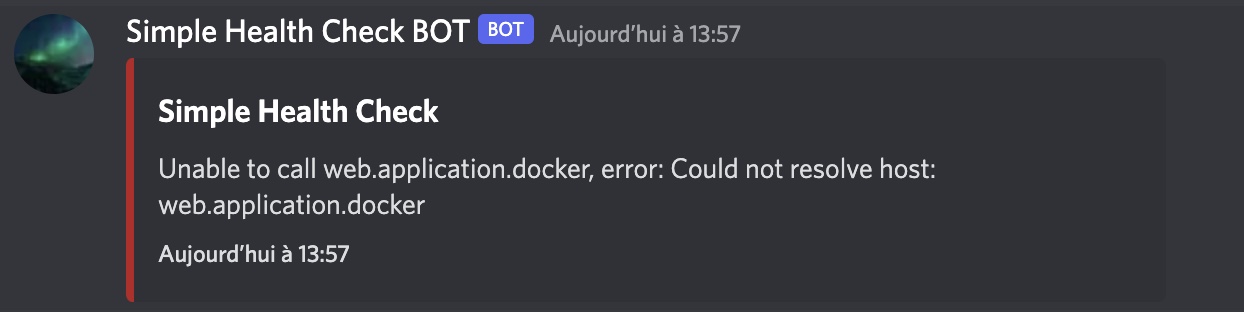 Simple Health Check BOT BOT Aujourd’hui à 13:57
Simple Health Check
Unable to call web.application.docker, error: Could not resolve host:
web.application.docker
Aujourd’hui à 13:57